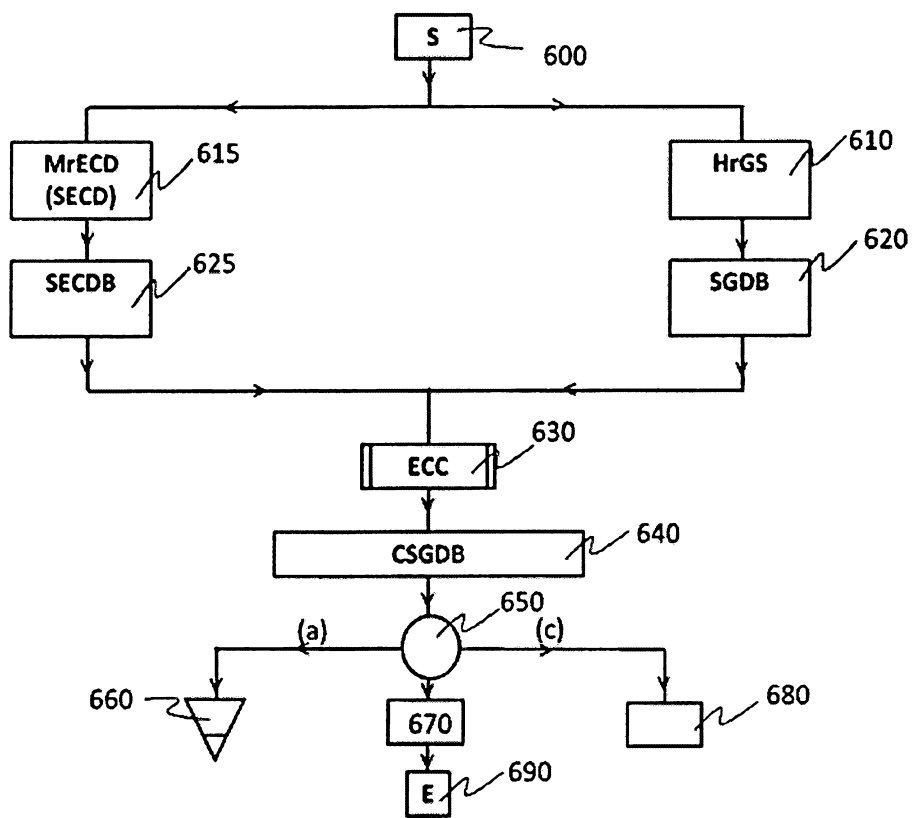 S
600
MrECD
(SECD)
615
HrGS
610
SECDB
625
SGDB
620
ECC
630
CSGDB
640
650
(a)
(c)
660
670
680
E
690